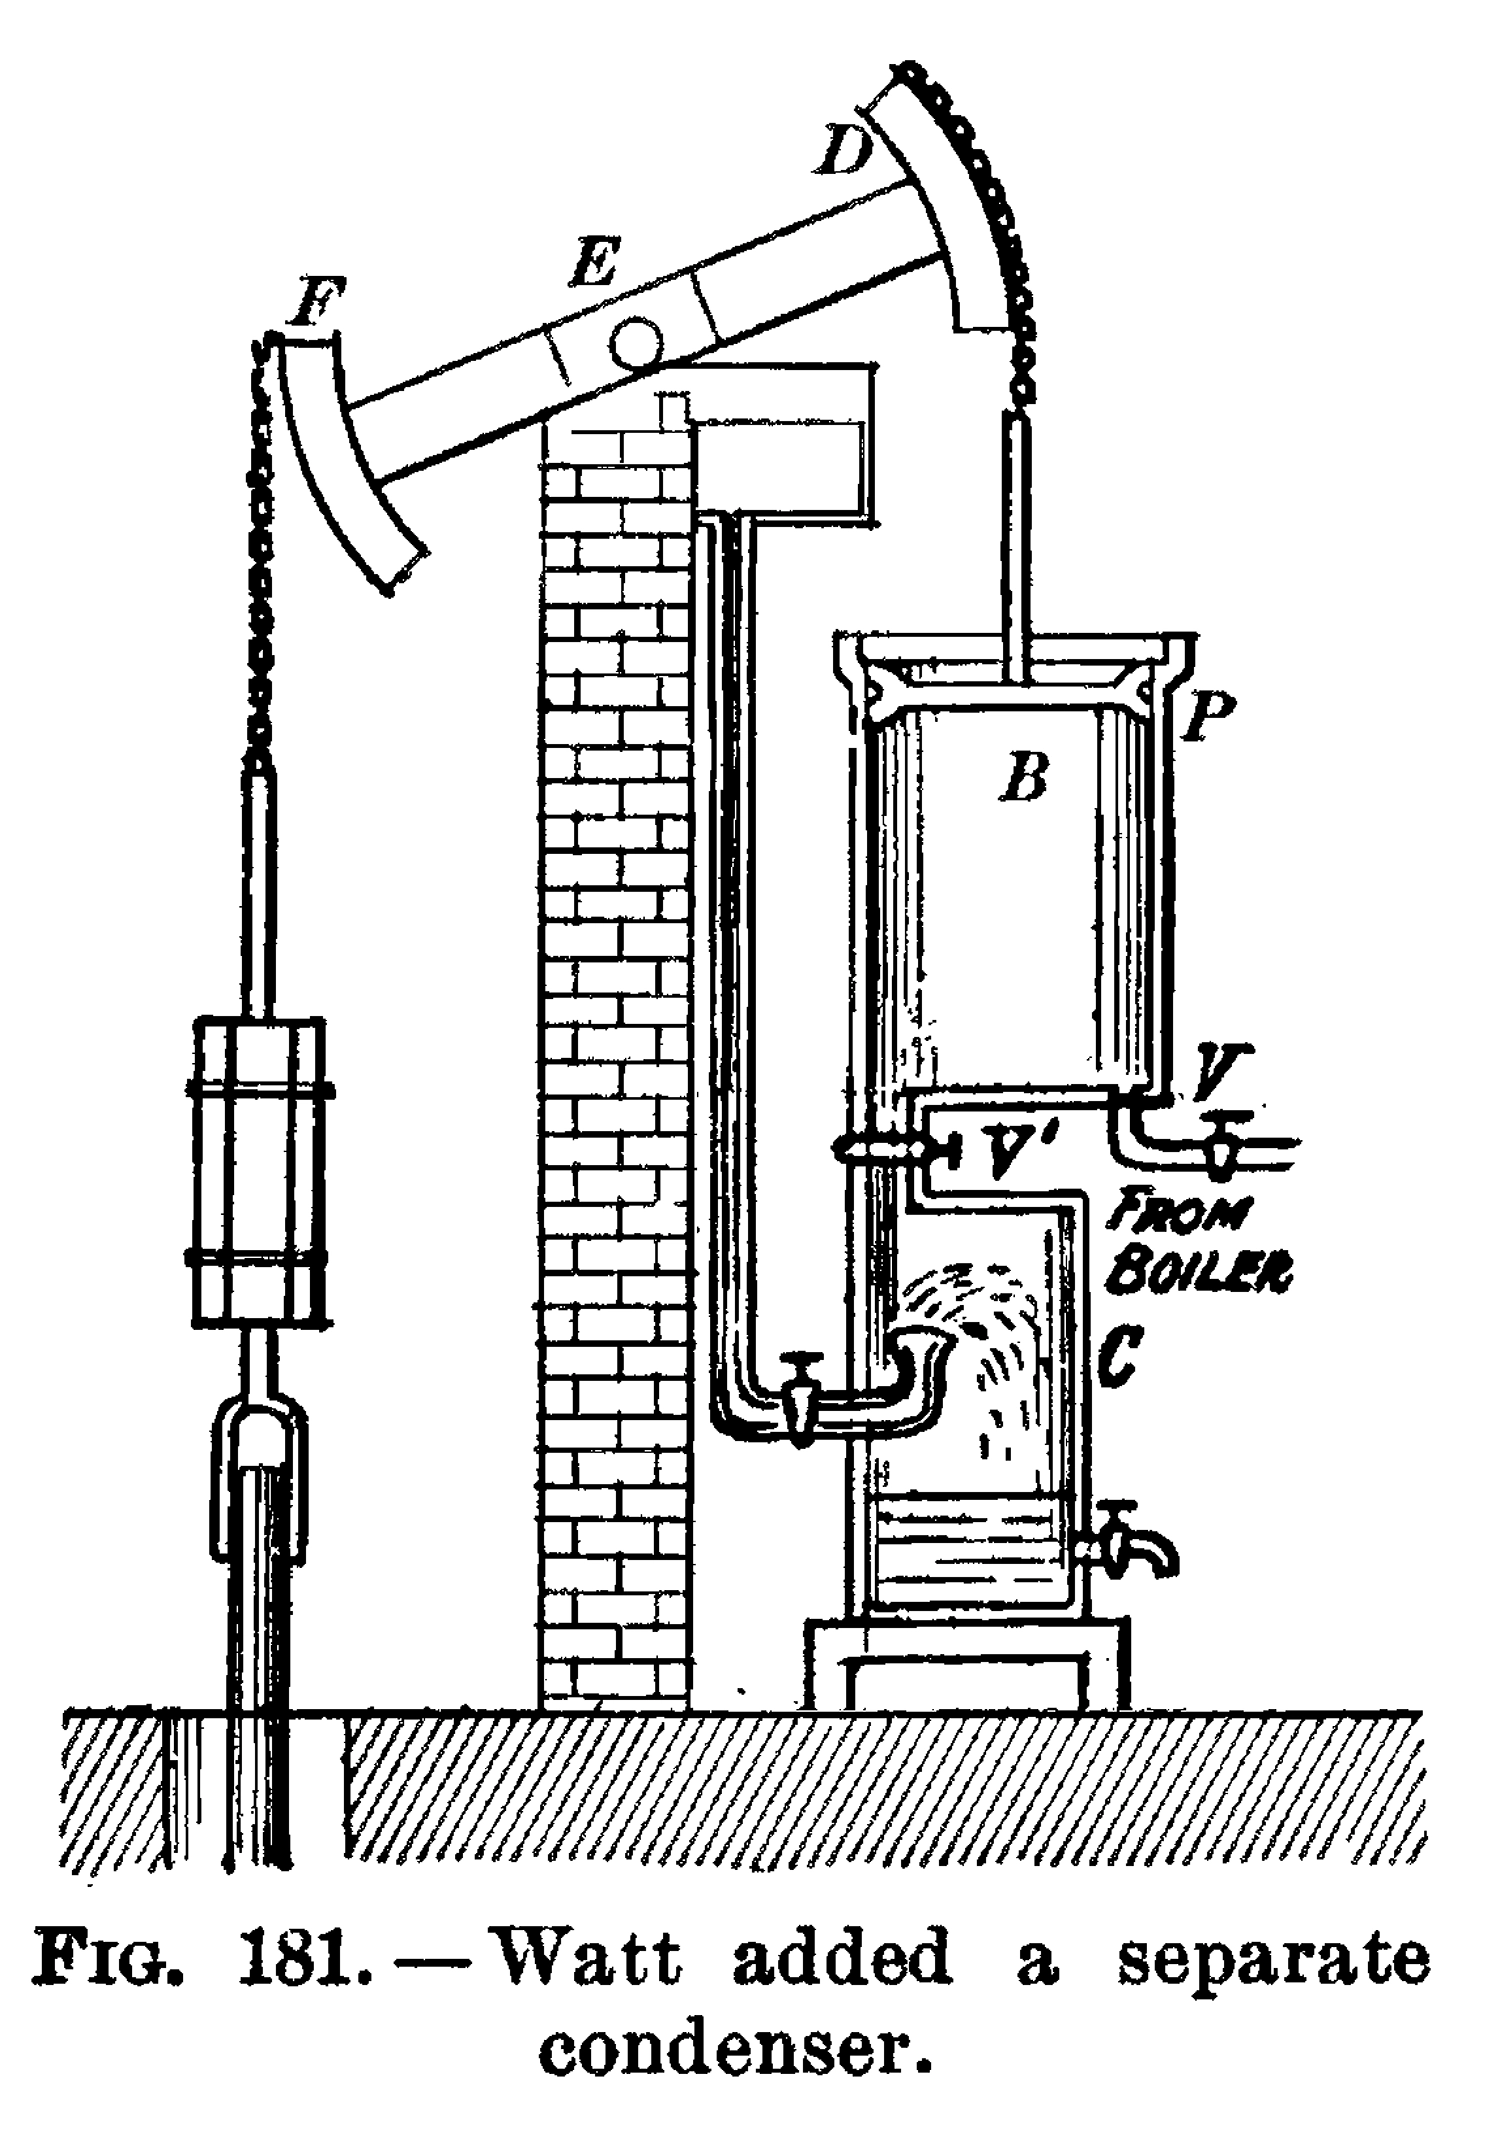 D
E
F
P
B
V
V'
FROM
BOILER
C
FIG. 181. — Watt added a separate
condenser.